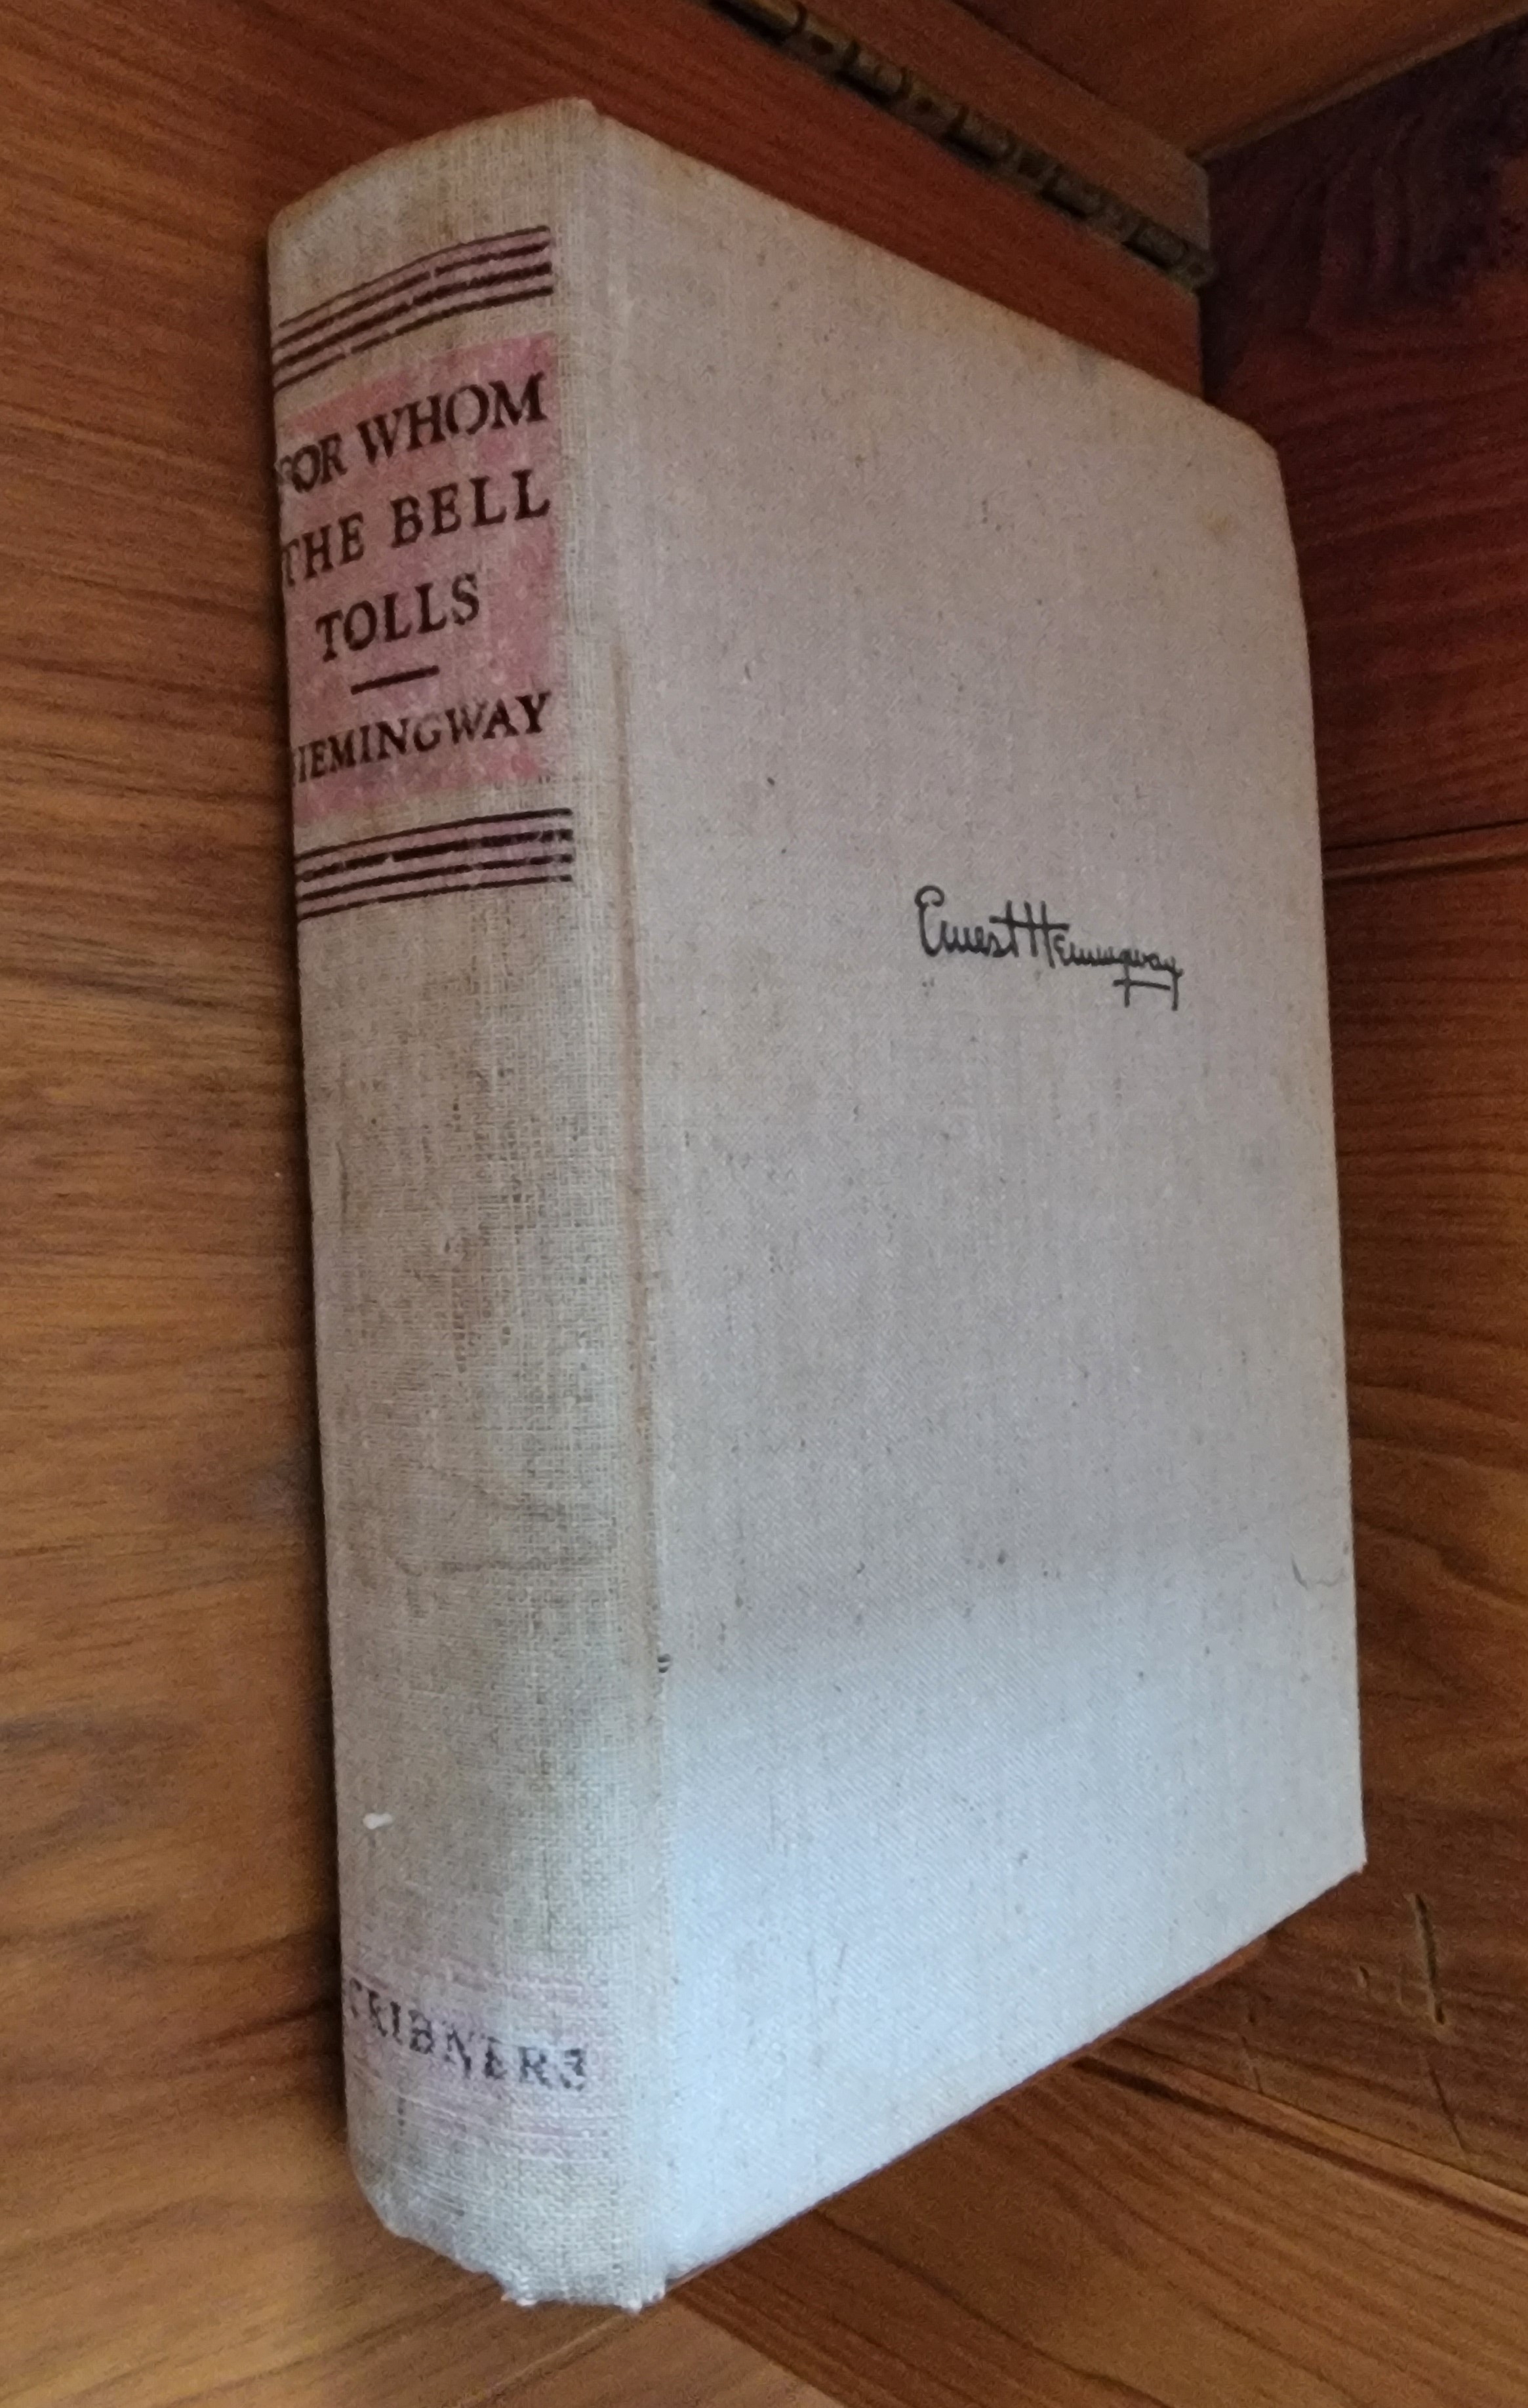 FOR WHOM
THE BELL
TOLLS
HEMINGWAY
Ernest Hemingway
SCRIBNERS